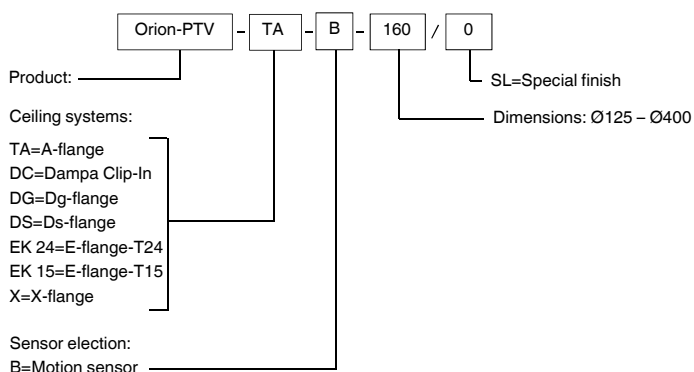 Orion-PTV - TA - B - 160 / 0
Product:
SL=Special finish
Ceiling systems:
Dimensions: Ø125 – Ø400
TA=A-flange
DC=Dampa Clip-In
DG=Dg-flange
DS=Ds-flange
EK 24=E-flange-T24
EK 15=E-flange-T15
X=X-flange
Sensor election:
B=Motion sensor